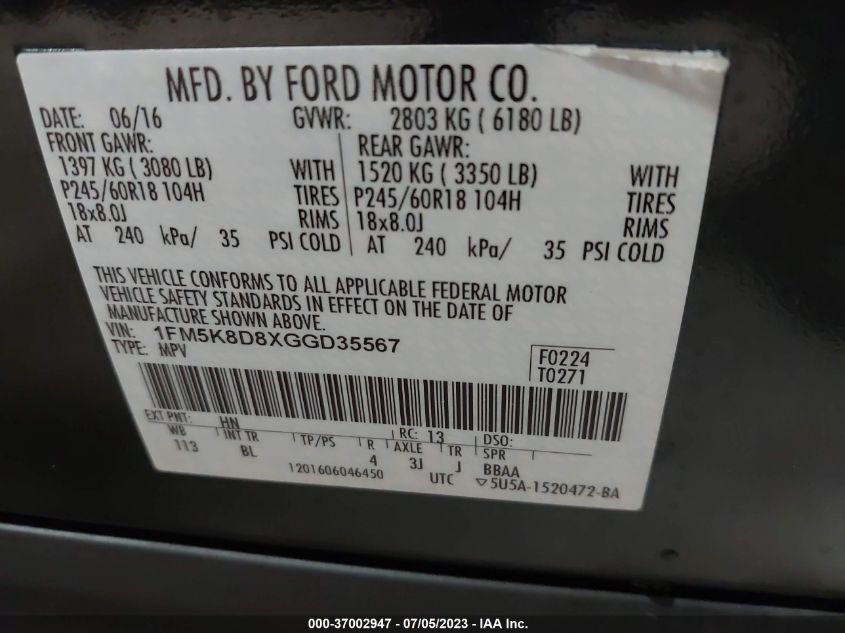 MFD. BY FORD MOTOR CO.
DATE: 06/16 GVWR: 2803 KG ( 6180 LB)
FRONT GAWR: REAR GAWR:
1397 KG ( 3080 LB) WITH 1520 KG ( 3350 LB) WITH
P245/60R18 104H TIRES P245/60R18 104H TIRES
18x8.0J RIMS 18x8.0J RIMS
AT 240 kPa/ 35 PSI COLD AT 240 kPa/ 35 PSI COLD
THIS VEHICLE CONFORMS TO ALL APPLICABLE FEDERAL MOTOR
VEHICLE SAFETY STANDARDS IN EFFECT ON THE DATE OF
MANUFACTURE SHOWN ABOVE.
VIN: 1FM5K8D8XGGD35567
TYPE: MPV
F0224
T0271
EXT PNT: HN RC: 13 DSO:
WB INT TR TP/PS R AXLE TR SPR
113 BL 4 3J J BBAA
1201606046450 UTC ▽5U5A-1520472-BA
000-37002947 - 07/05/2023 - IAA Inc.